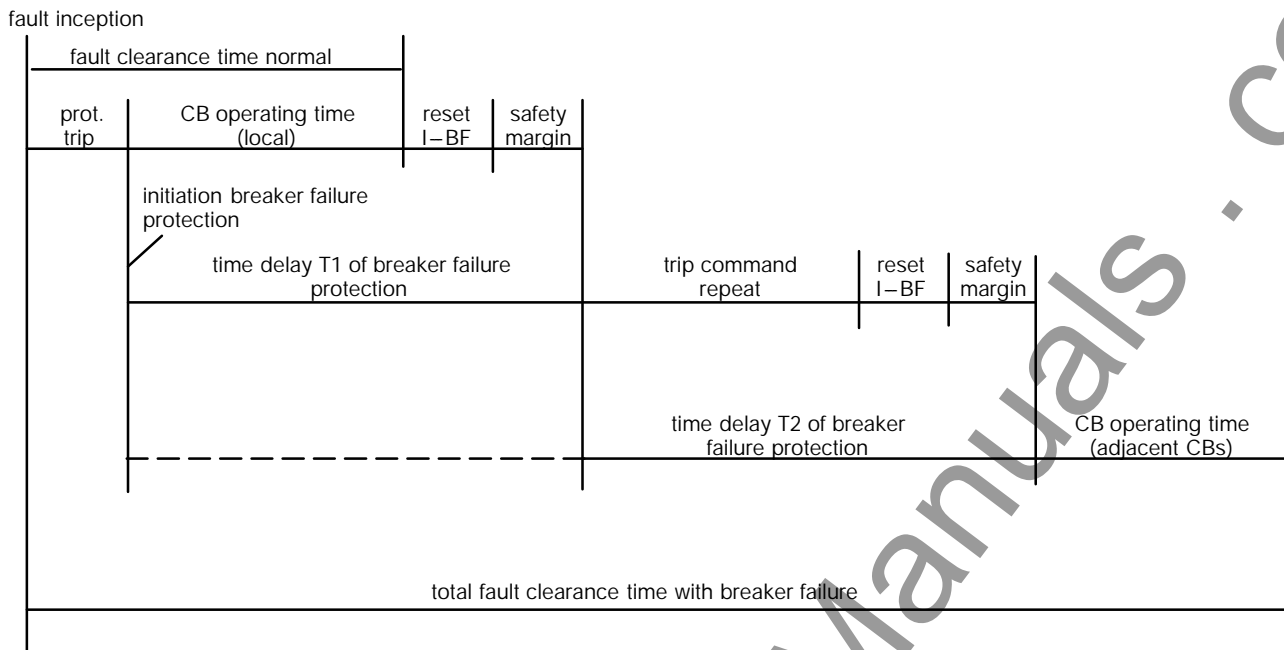 fault inception
fault clearance time normal
prot.
trip
CB operating time
(local)
reset
I–BF
safety
margin
initiation breaker failure
protection
time delay T1 of breaker failure
protection
trip command
repeat
reset
I–BF
safety
margin
time delay T2 of breaker
failure protection
CB operating time
(adjacent CBs)
total fault clearance time with breaker failure
Manuals . co